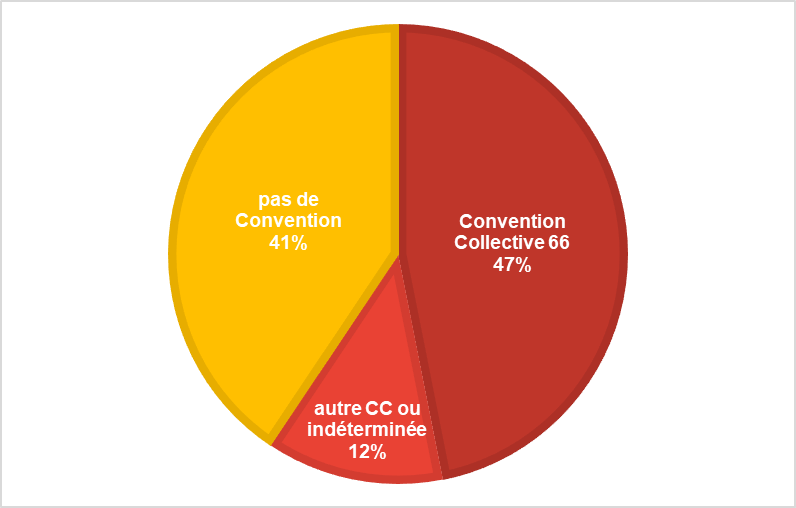 pas de
Convention
41%
Convention
Collective 66
47%
autre CC ou
indéterminée
12%